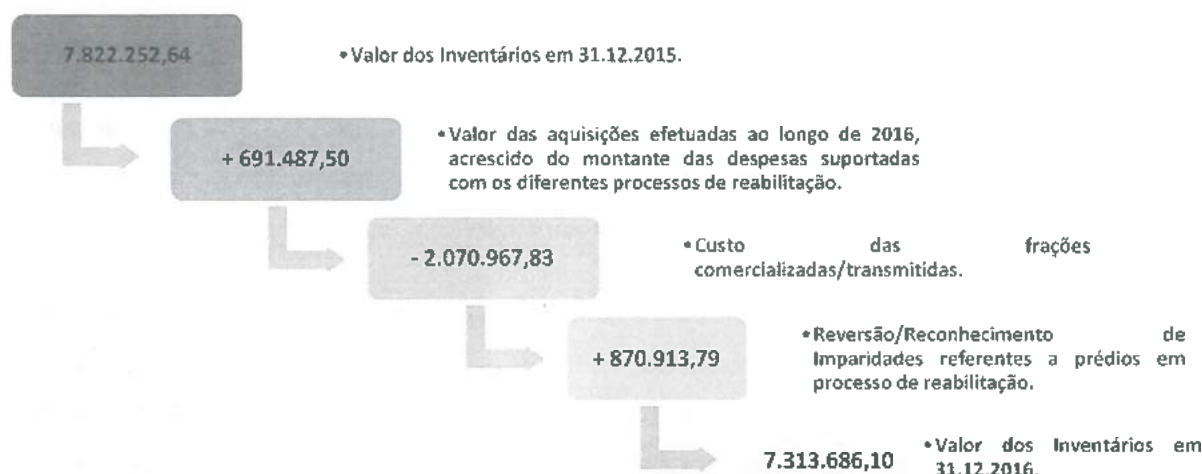 7.822.252,64
•Valor dos Inventários em 31.12.2015.
+ 691.487,50
•Valor das aquisições efetuadas ao longo de 2016,
acrescido do montante das despesas suportadas
com os diferentes processos de reabilitação.
- 2.070.967,83
•Custo das frações
comercializadas/transmitidas.
+ 870.913,79
•Reversão/Reconhecimento de
Imparidades referentes a prédios em
processo de reabilitação.
7.313.686,10
•Valor dos Inventários em
31.12.2016.